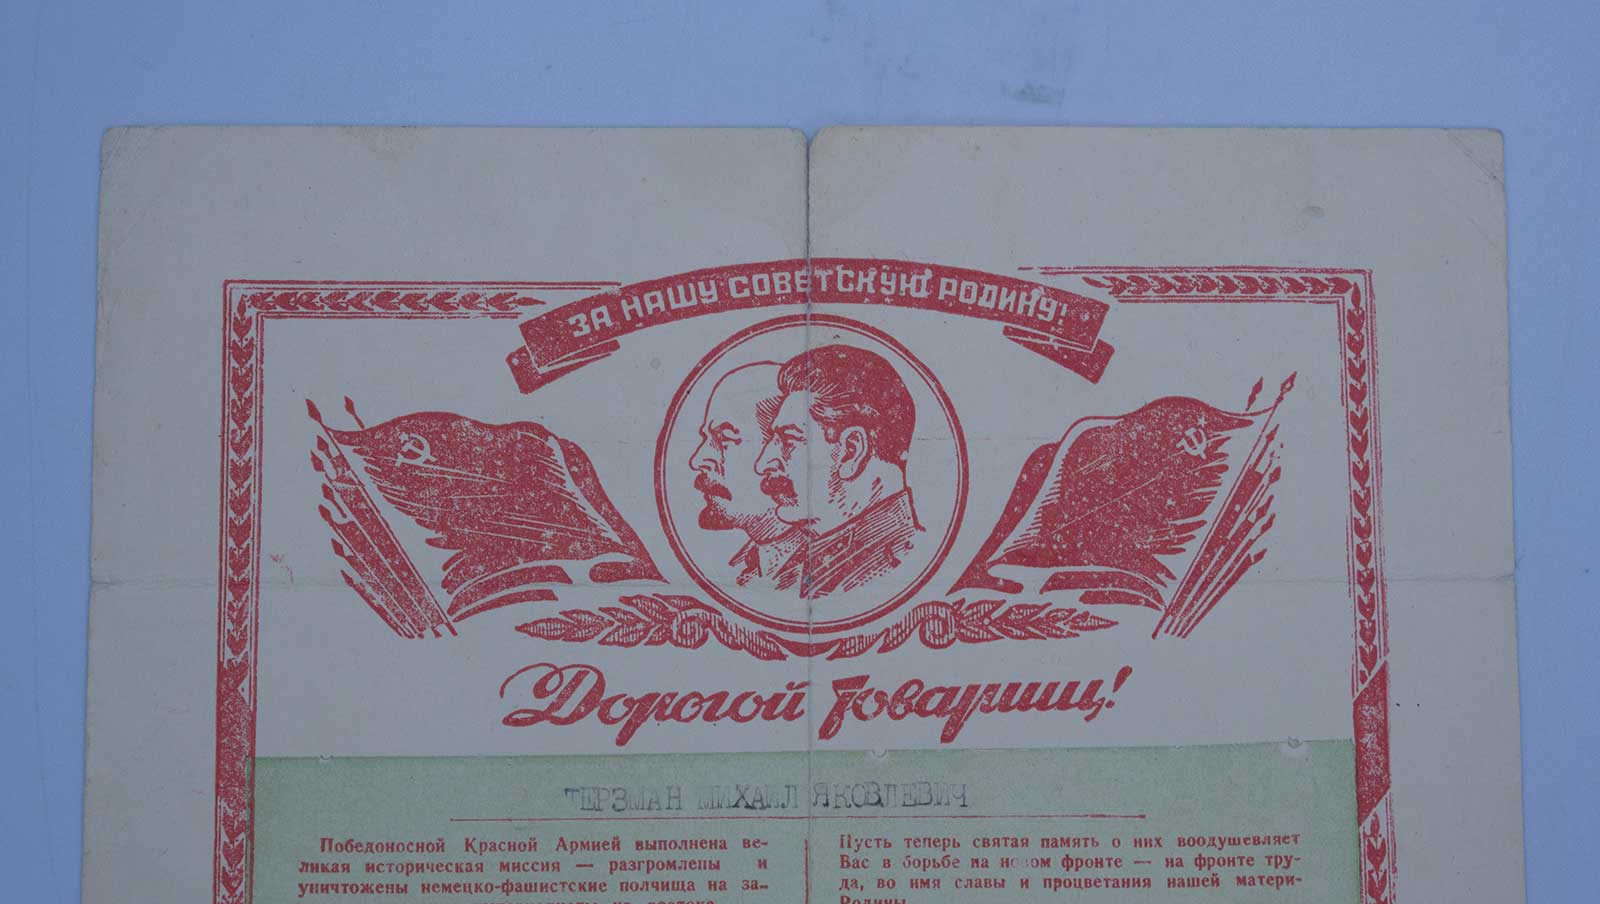 ЗА НАШУ СОВЕТСКУЮ РОДИНУ!
Дорогой товарищ!
ТЕРЗМАН МИХАИЛ ЯКОВЛЕВИЧ
Победоносной Красной Армией выполнена ве-
ликая историческая миссия — разгромлены и
уничтожены немецко-фашистские полчища на за-
Пусть теперь святая память о них воодушевляет
Вас в борьбе на новом фронте — на фронте тру-
да, во имя славы и процветания нашей матери-
Родины.